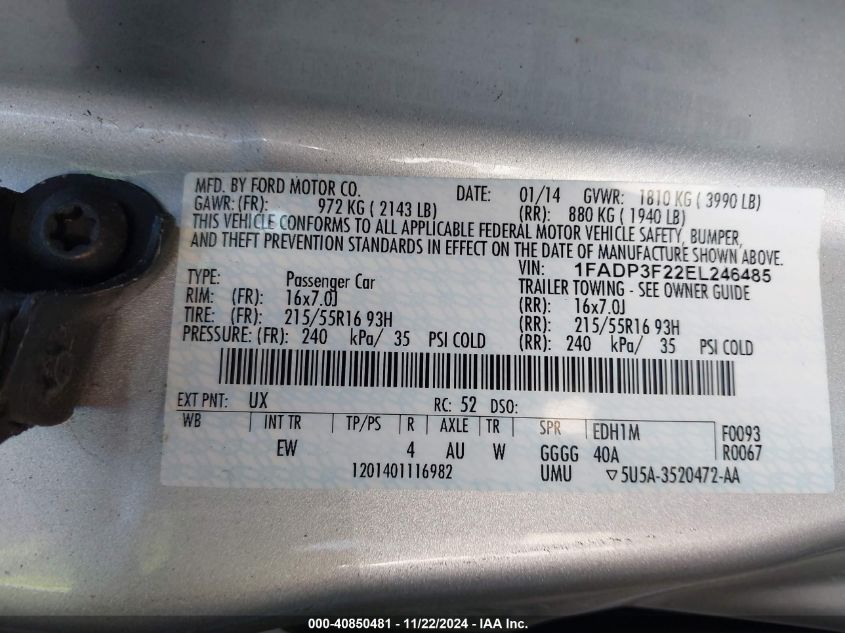 MFD. BY FORD MOTOR CO. DATE: 01/14 GVWR: 1810 KG ( 3990 LB)
GAWR: (FR): 972 KG ( 2143 LB) (RR): 880 KG ( 1940 LB)
THIS VEHICLE CONFORMS TO ALL APPLICABLE FEDERAL MOTOR VEHICLE SAFETY, BUMPER,
AND THEFT PREVENTION STANDARDS IN EFFECT ON THE DATE OF MANUFACTURE SHOWN ABOVE.
VIN: 1FADP3F22EL246485
TYPE: Passenger Car TRAILER TOWING - SEE OWNER GUIDE
RIM: (FR): 16x7.0J (RR): 16x7.0J
TIRE: (FR): 215/55R16 93H (RR): 215/55R16 93H
PRESSURE: (FR): 240 kPa/ 35 PSI COLD (RR): 240 kPa/ 35 PSI COLD
EXT PNT: UX RC: 52 DSO:
WB INT TR TP/PS R AXLE TR SPR EDH1M F0093
EW 4 AU W GGGG 40A R0067
1201401116982 UMU ▽5U5A-3520472-AA
000-40850481 - 11/22/2024 - IAA Inc.